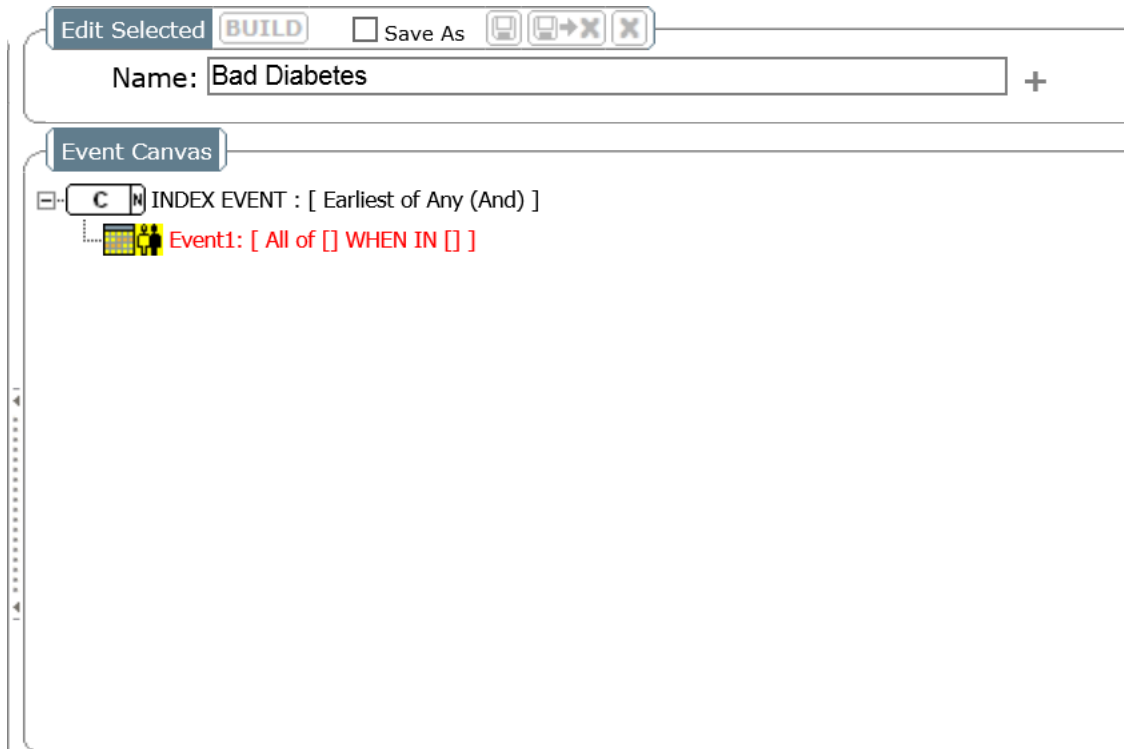 Edit Selected BUILD Save As
Name: Bad Diabetes +
Event Canvas
C N INDEX EVENT : [ Earliest of Any (And) ]
Event1: [ All of [] WHEN IN [] ]